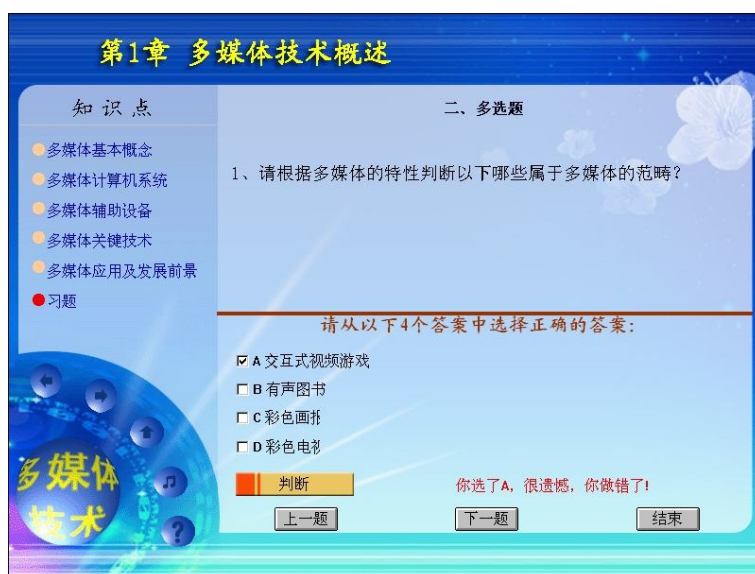 第1章 多媒体技术概述
知识点
多媒体基本概念
多媒体计算机系统
多媒体辅助设备
多媒体关键技术
多媒体应用及发展前景
习题
多媒体
技术
二、多选题
1、请根据多媒体的特性判断以下哪些属于多媒体的范畴？
请从以下4个答案中选择正确的答案：
A 交互式视频游戏
B 有声图书
C 彩色画报
D 彩色电视
判断
你选了A，很遗憾，你做错了！
上一题
下一题
结束